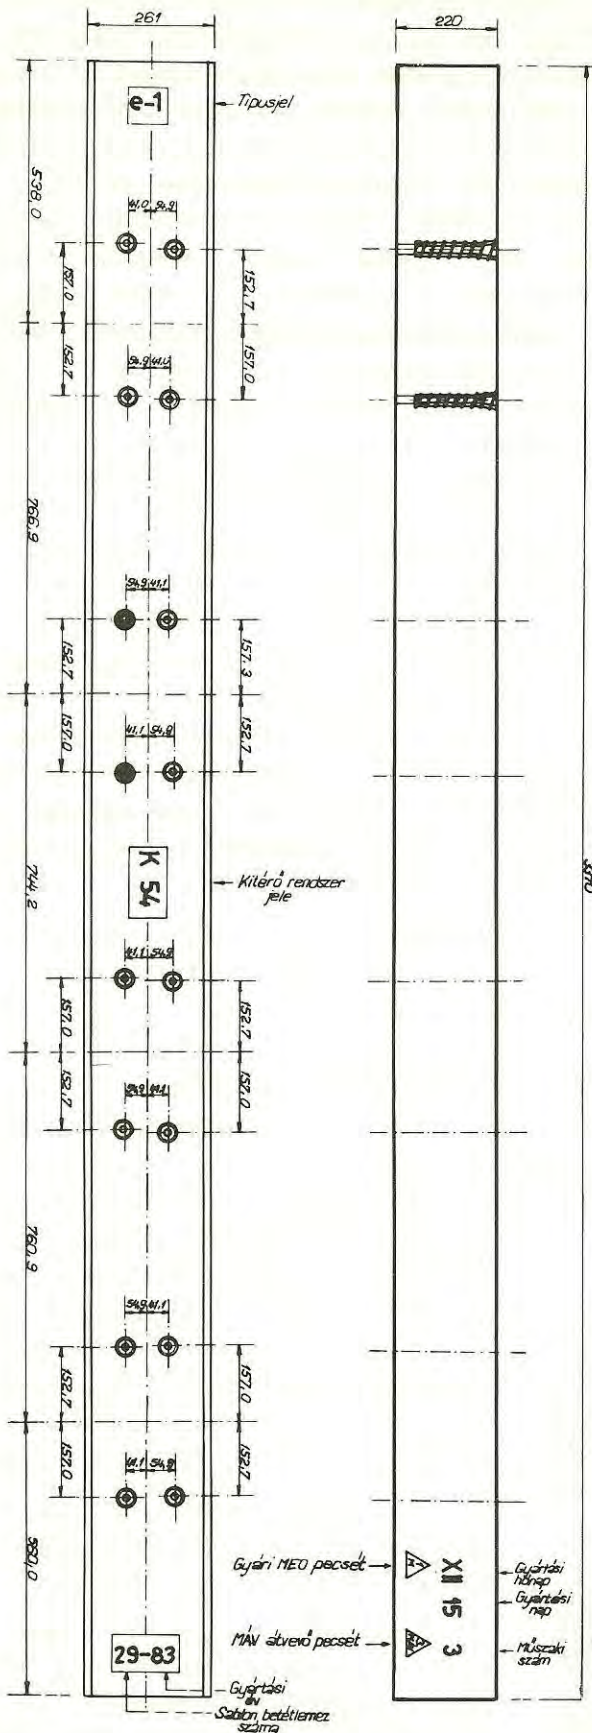 261
220
e-1
Tipusjel
538,0
41,0 54,9
157,0
152,7
152,7
157,0
54,9 41,0
766,9
54,9 41,1
152,7
157,3
157,0
152,7
41,1 54,9
K 54
Kitérő rendszer
jele
3370
744,2
41,1 54,9
157,0
152,7
152,7
157,0
54,9 41,1
760,9
54,9 41,1
152,7
157,0
157,0
152,7
41,1 54,9
560,0
Gyári MEO pecsét
XII
Gyártási
hónap
15
Gyártási
nap
MÁV átvevő pecsét
3
Műszaki
szám
29-83
Gyártási
év
Sablon betétlemez
száma